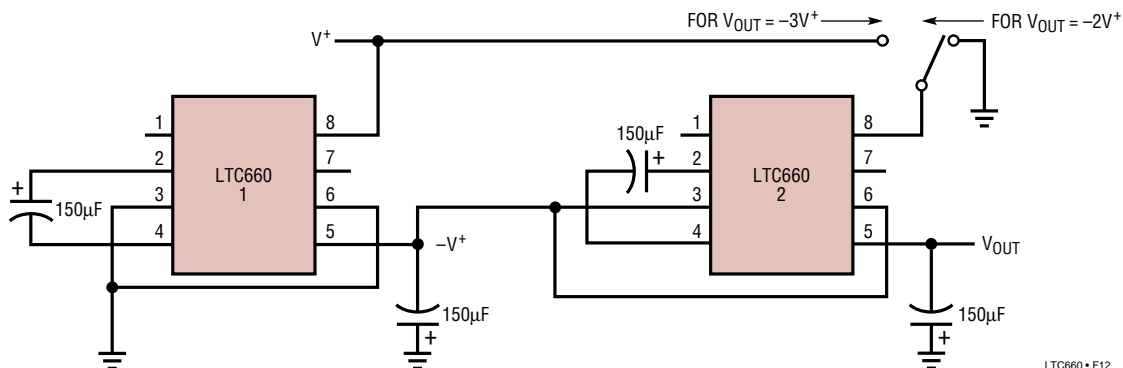 FOR VOUT = –3V+
FOR VOUT = –2V+
V+
1
2
3
4
LTC660
1
8
7
6
5
+
150µF
–V+
150µF
+
150µF
+
1
2
3
4
LTC660
2
8
7
6
5
VOUT
150µF
+
LTC660 • F12